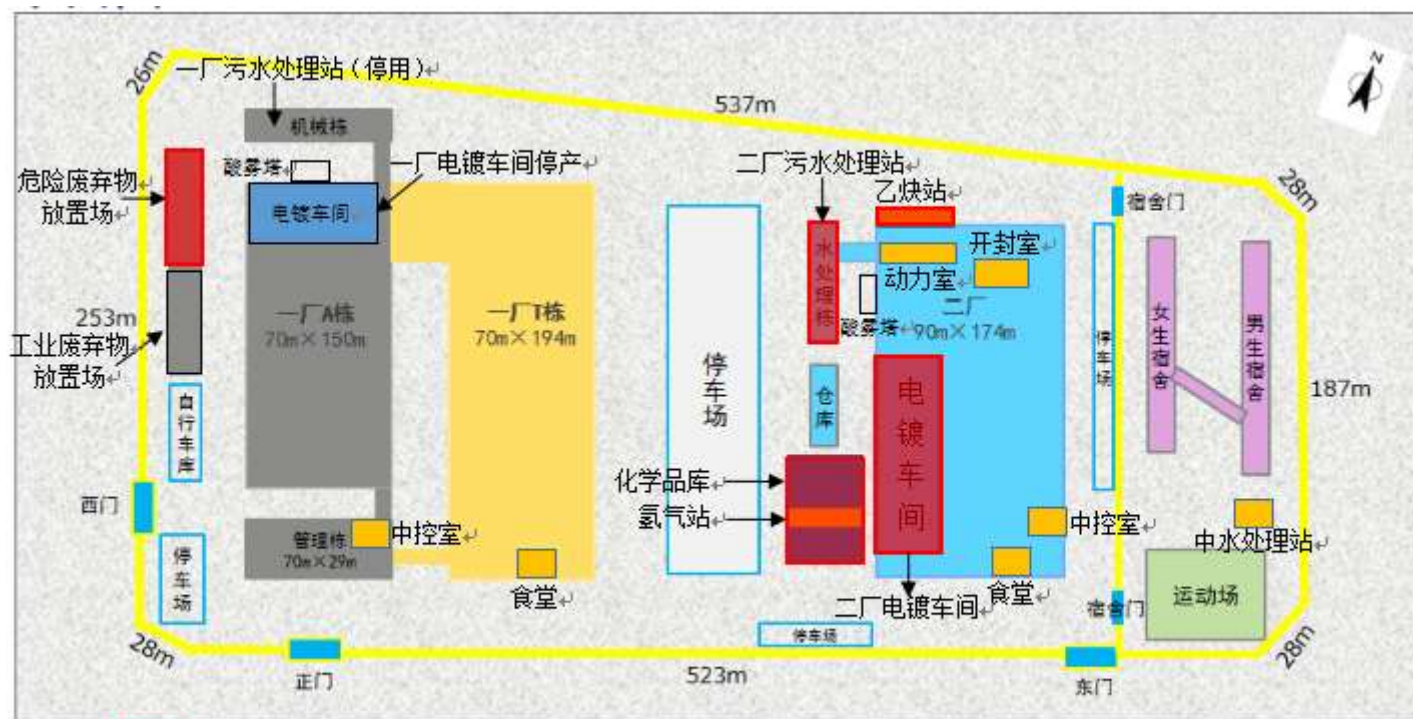 一厂污水处理站（停用）
26m
537m
N
机械栋
酸雾塔
一厂电镀车间停产
二厂污水处理站
28m
危险废弃物
放置场
电镀车间
乙炔站
宿舍门
水处理栋
开封室
动力室
253m
一厂A栋
70m×150m
一厂T栋
70m×194m
酸雾塔
二厂
90m×174m
停车场
女生宿舍
男生宿舍
工业废弃物
放置场
停车场
187m
自行车库
仓库
电镀车间
化学品库
氢气站
西门
中控室
中控室
管理栋
70m×29m
中水处理站
停车场
食堂
食堂
二厂电镀车间
宿舍门
运动场
停车场
28m
28m
正门
523m
东门